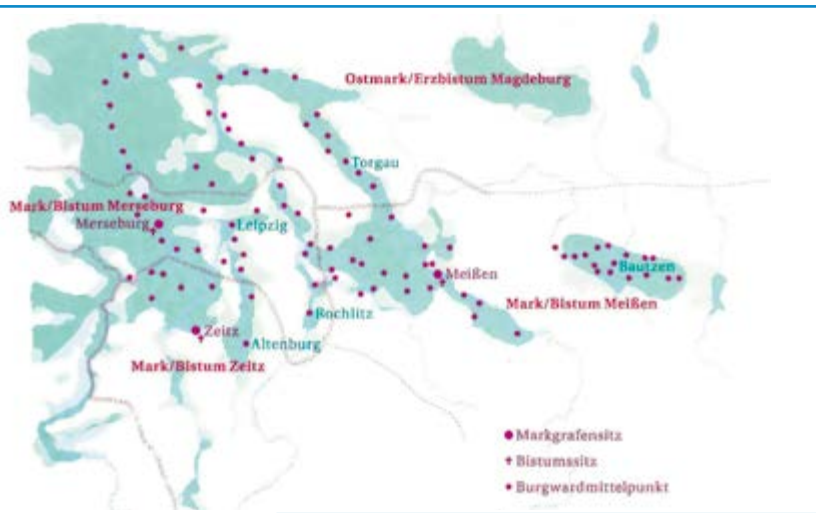 Ostmark/Erzbistum Magdeburg
Torgau
Mark/Bistum Merseburg
Merseburg
Leipzig
Bautzen
Meißen
Mark/Bistum Meißen
Rochlitz
Zeitz
Altenburg
Mark/Bistum Zeitz
Markgrafensitz
Bistumssitz
Burgwardmittelpunkt